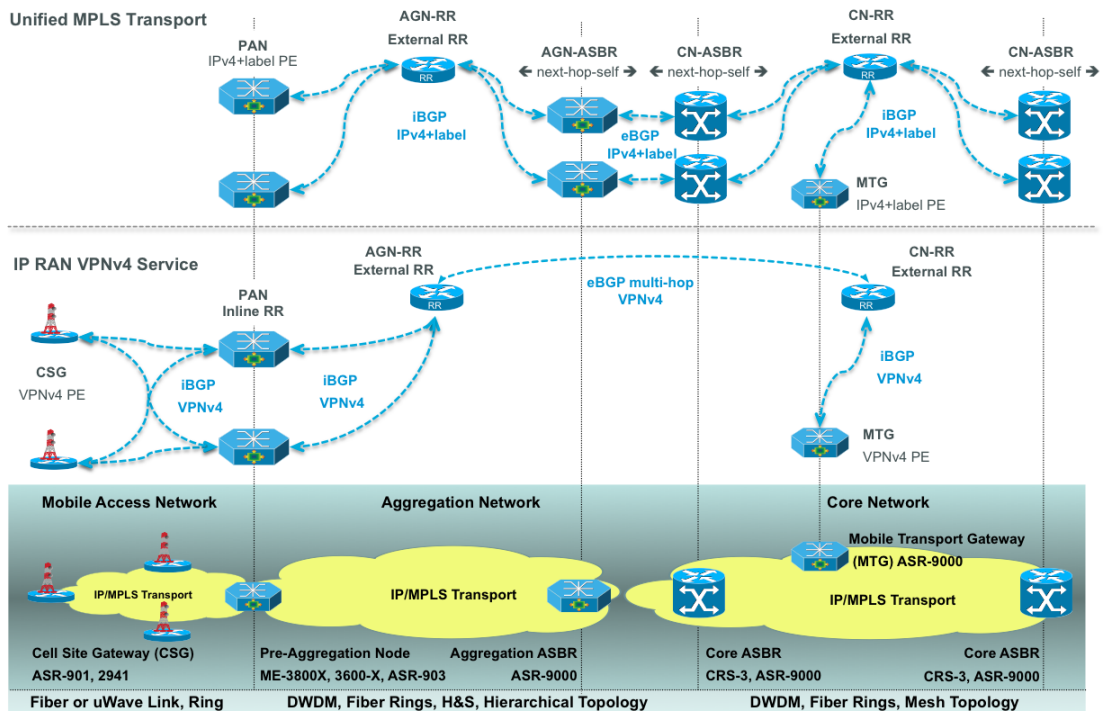 Unified MPLS Transport
PAN
IPv4+label PE
AGN-RR
External RR
RR
iBGP
IPv4+label
AGN-ASBR
next-hop-self
eBGP
IPv4+label
CN-ASBR
next-hop-self
CN-RR
External RR
RR
MTG
IPv4+label PE
iBGP
IPv4+label
CN-ASBR
next-hop-self
IP RAN VPNv4 Service
CSG
VPNv4 PE
iBGP
VPNv4
PAN
Inline RR
iBGP
VPNv4
AGN-RR
External RR
RR
eBGP multi-hop
VPNv4
CN-RR
External RR
RR
iBGP
VPNv4
MTG
VPNv4 PE
Mobile Access Network
Aggregation Network
Core Network
IP/MPLS Transport
IP/MPLS Transport
Mobile Transport Gateway
(MTG) ASR-9000
IP/MPLS Transport
Cell Site Gateway (CSG)
ASR-901, 2941
Pre-Aggregation Node
ME-3800X, 3600-X, ASR-903
Aggregation ASBR
ASR-9000
Core ASBR
CRS-3, ASR-9000
Core ASBR
CRS-3, ASR-9000
Fiber or uWave Link, Ring
DWDM, Fiber Rings, H&S, Hierarchical Topology
DWDM, Fiber Rings, Mesh Topology